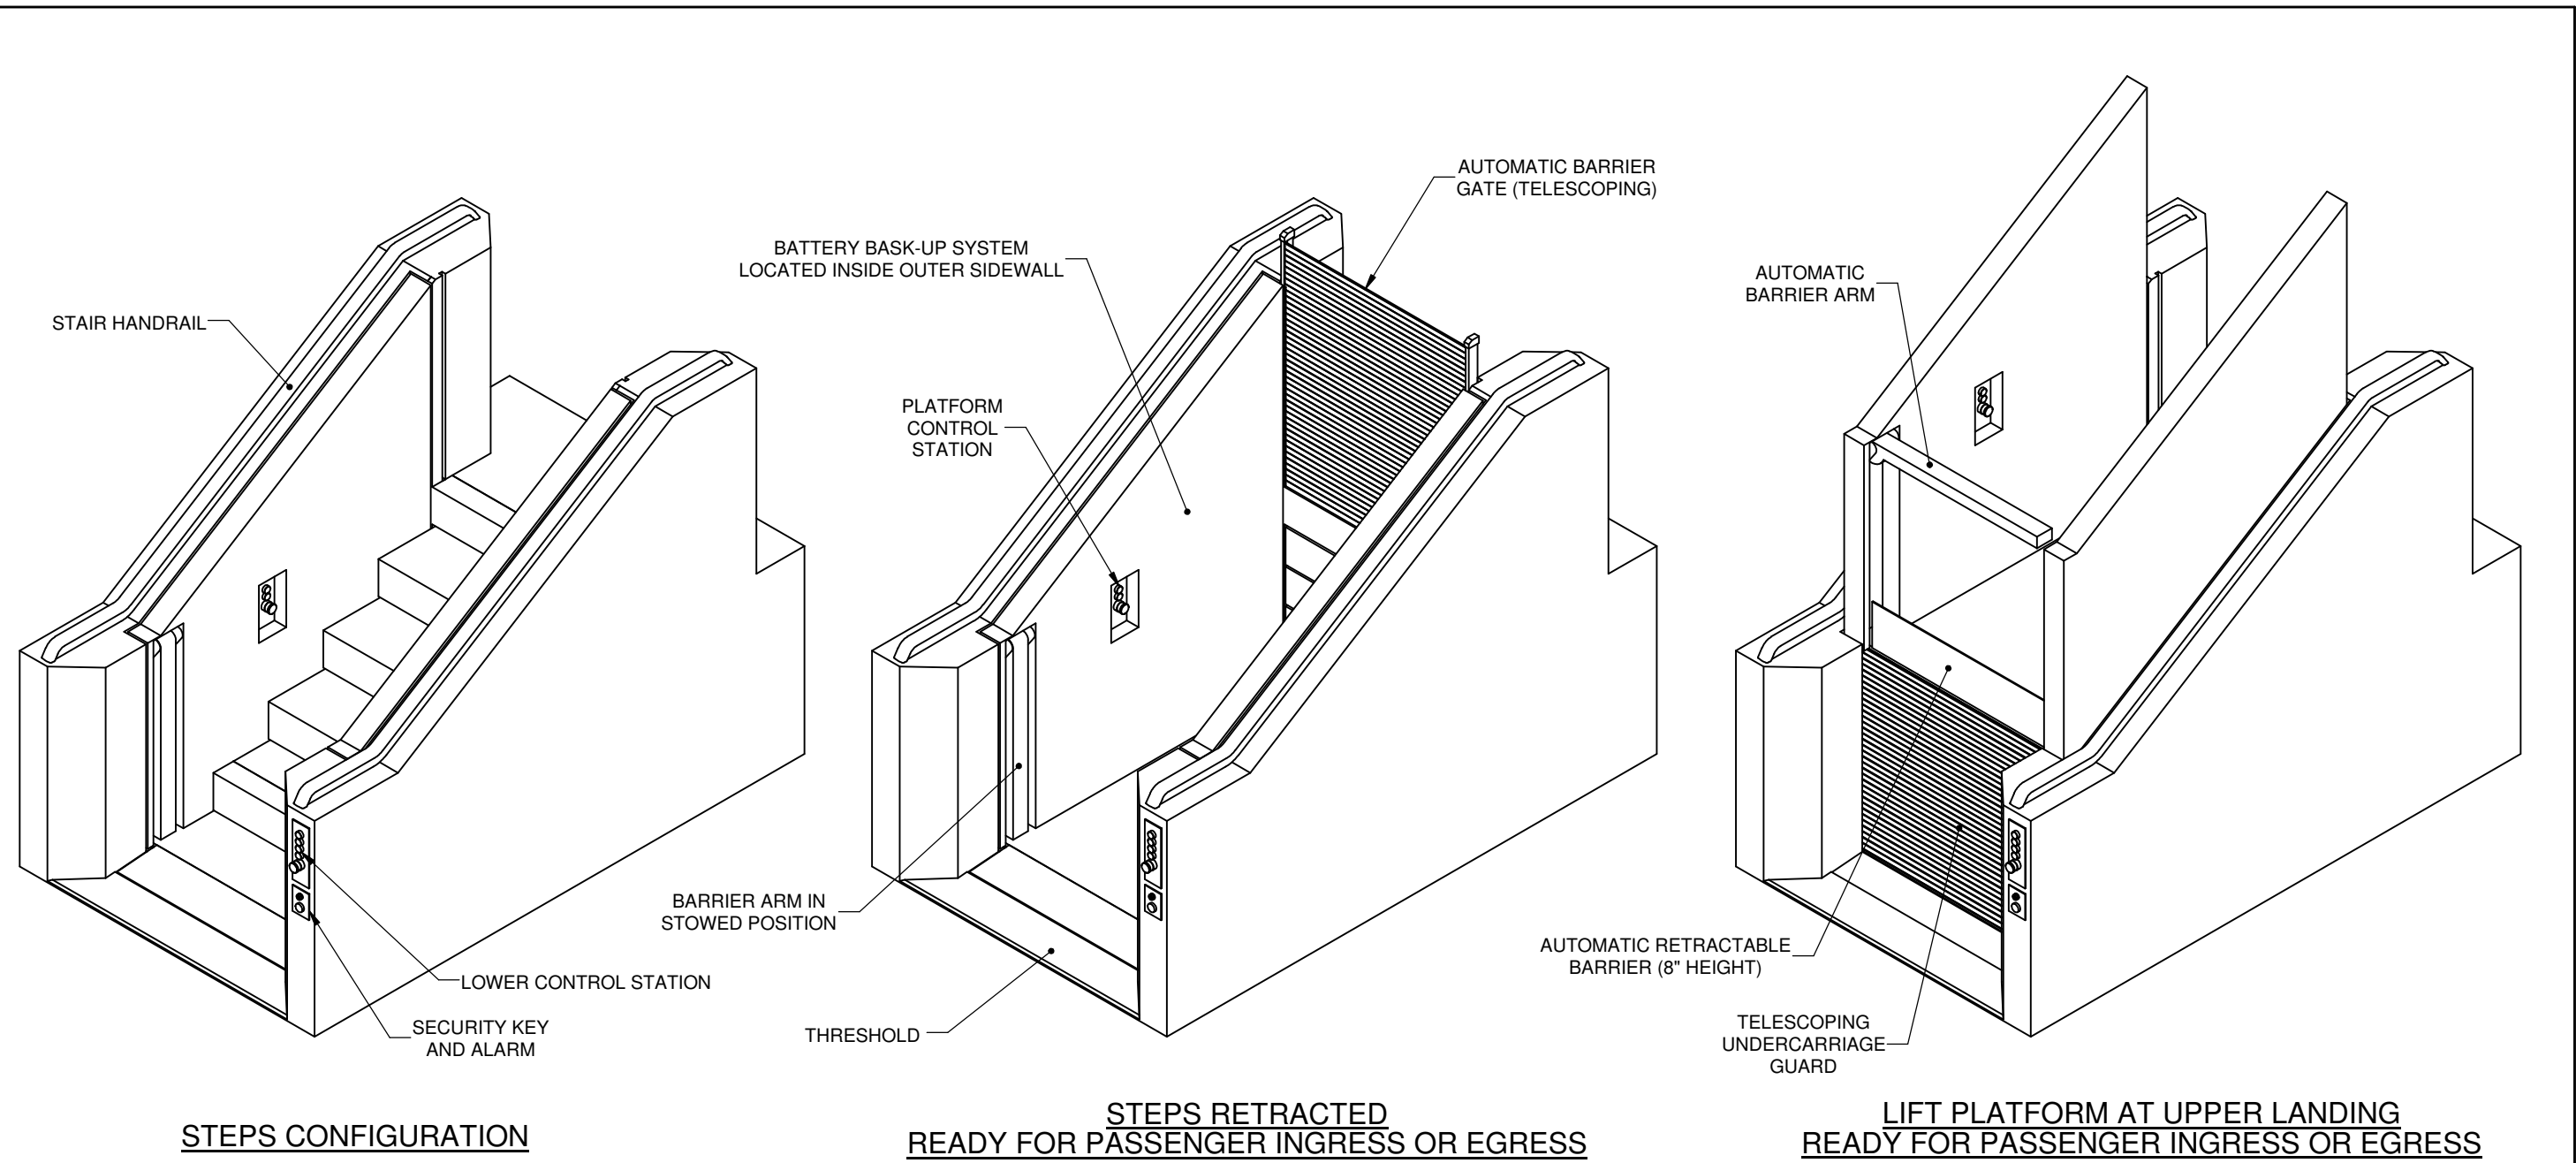 STAIR HANDRAIL
LOWER CONTROL STATION
SECURITY KEY
AND ALARM
STEPS CONFIGURATION
AUTOMATIC BARRIER
GATE (TELESCOPING)
BATTERY BASK-UP SYSTEM
LOCATED INSIDE OUTER SIDEWALL
PLATFORM
CONTROL
STATION
BARRIER ARM IN
STOWED POSITION
THRESHOLD
STEPS RETRACTED
READY FOR PASSENGER INGRESS OR EGRESS
AUTOMATIC
BARRIER ARM
AUTOMATIC RETRACTABLE
BARRIER (8" HEIGHT)
TELESCOPING
UNDERCARRIAGE
GUARD
LIFT PLATFORM AT UPPER LANDING
READY FOR PASSENGER INGRESS OR EGRESS